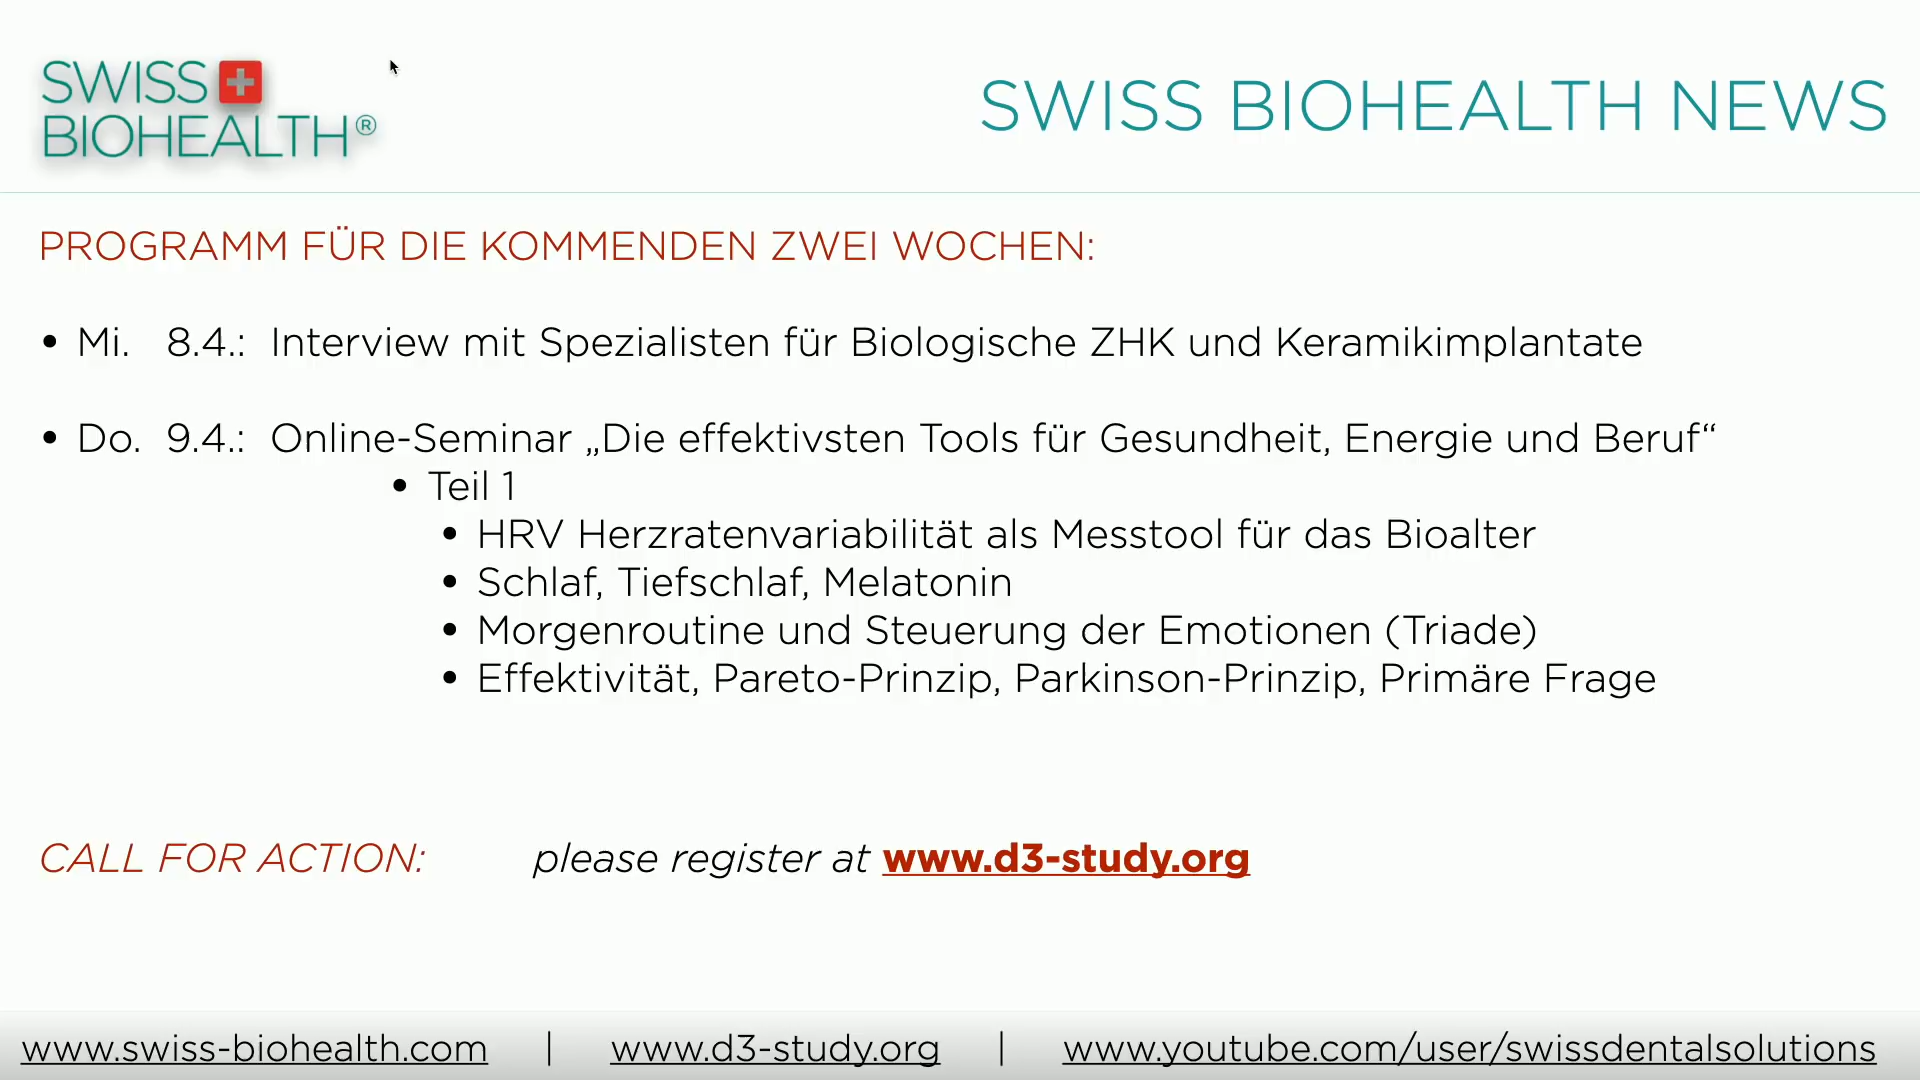 SWISS
BIOHEALTH®
SWISS BIOHEALTH NEWS
PROGRAMM FÜR DIE KOMMENDEN ZWEI WOCHEN:
• Mi. 8.4.: Interview mit Spezialisten für Biologische ZHK und Keramikimplantate
• Do. 9.4.: Online-Seminar „Die effektivsten Tools für Gesundheit, Energie und Beruf“
• Teil 1
• HRV Herzratenvariabilität als Messtool für das Bioalter
• Schlaf, Tiefschlaf, Melatonin
• Morgenroutine und Steuerung der Emotionen (Triade)
• Effektivität, Pareto-Prinzip, Parkinson-Prinzip, Primäre Frage
CALL FOR ACTION: please register at www.d3-study.org
www.swiss-biohealth.com | www.d3-study.org | www.youtube.com/user/swissdentalsolutions